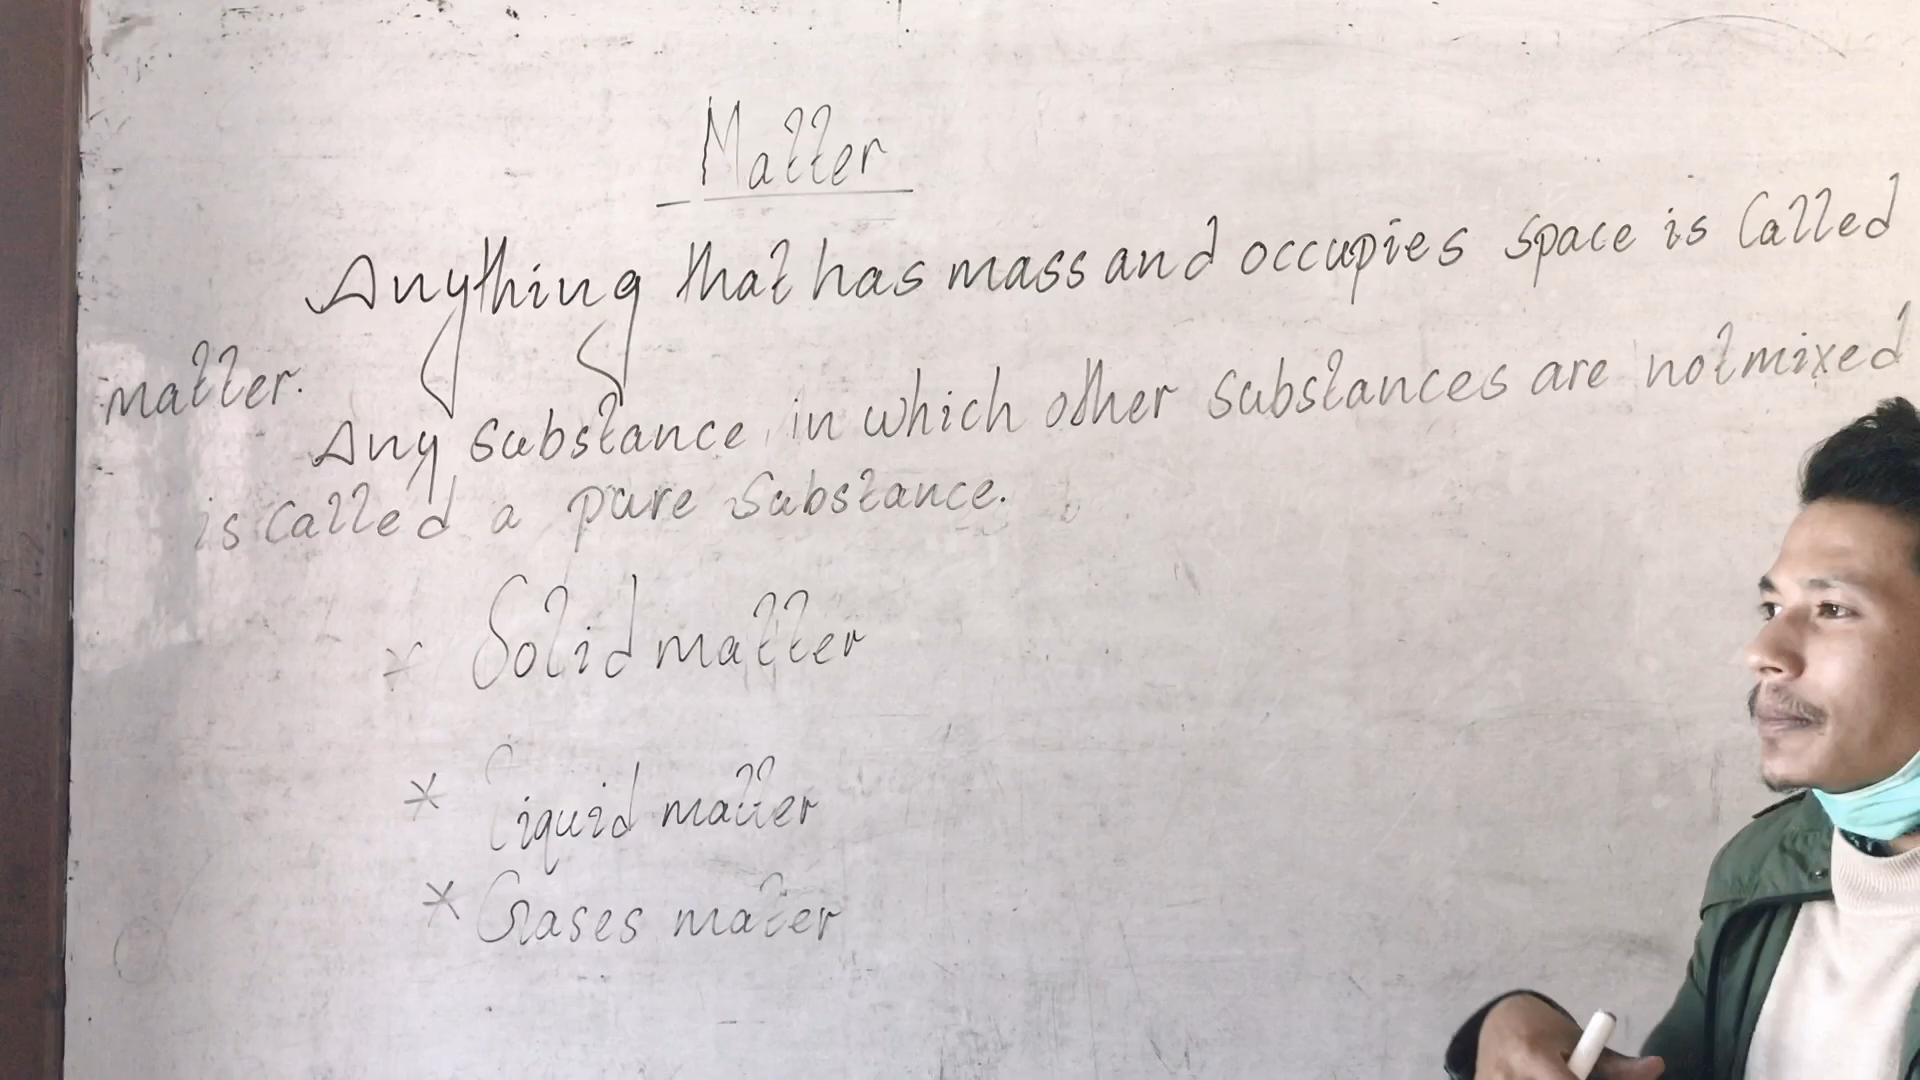 Matter
Anything that has mass and occupies space is Called
matter.
Any substance in which other substances are not mixed
is called a pure substance.
* Solid matter
* Liquid matter
* Gases mater